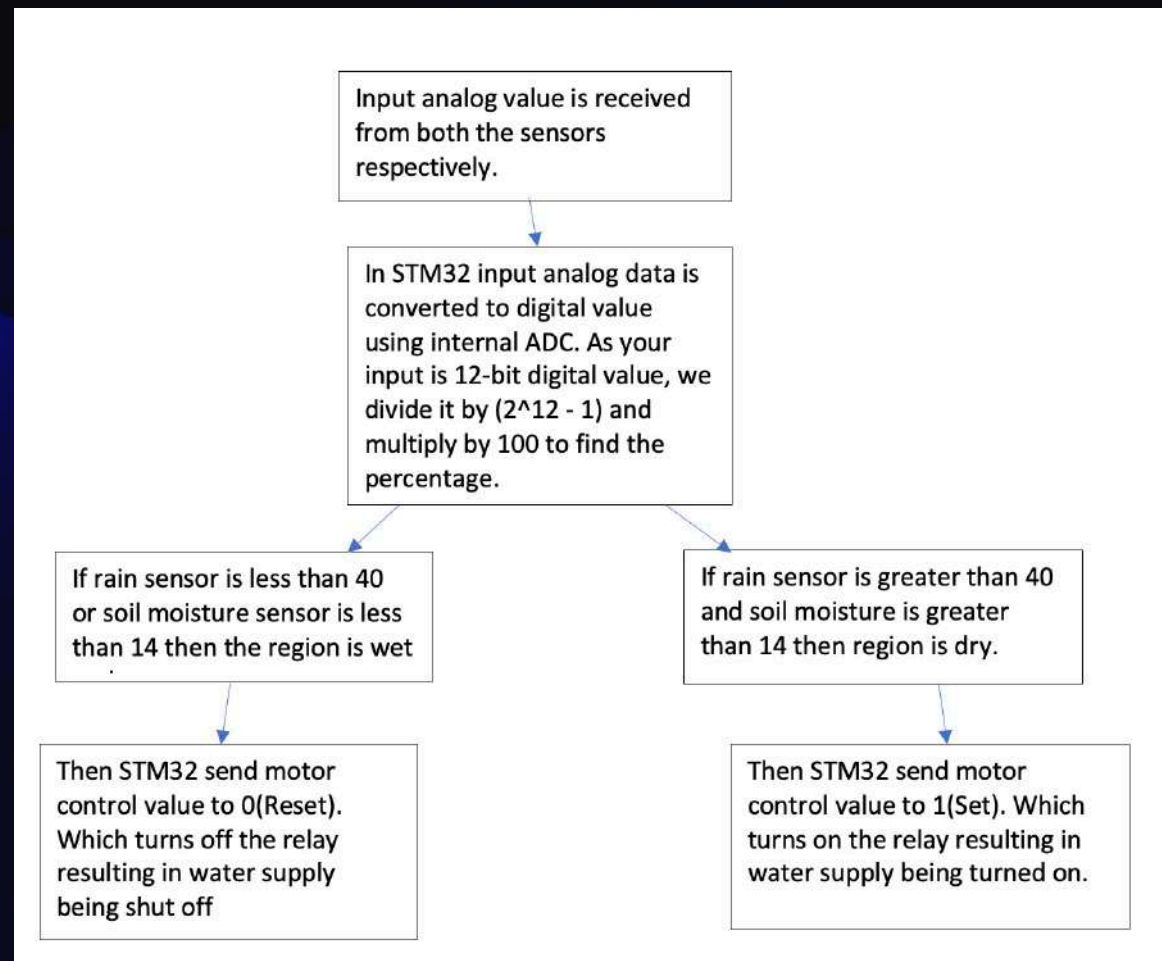 Input analog value is received
from both the sensors
respectively.
In STM32 input analog data is
converted to digital value
using internal ADC. As your
input is 12-bit digital value, we
divide it by (2^12 - 1) and
multiply by 100 to find the
percentage.
If rain sensor is less than 40
or soil moisture sensor is less
than 14 then the region is wet
.
If rain sensor is greater than 40
and soil moisture is greater
than 14 then region is dry.
Then STM32 send motor
control value to 0(Reset).
Which turns off the relay
resulting in water supply
being shut off
Then STM32 send motor
control value to 1(Set). Which
turns on the relay resulting in
water supply being turned on.